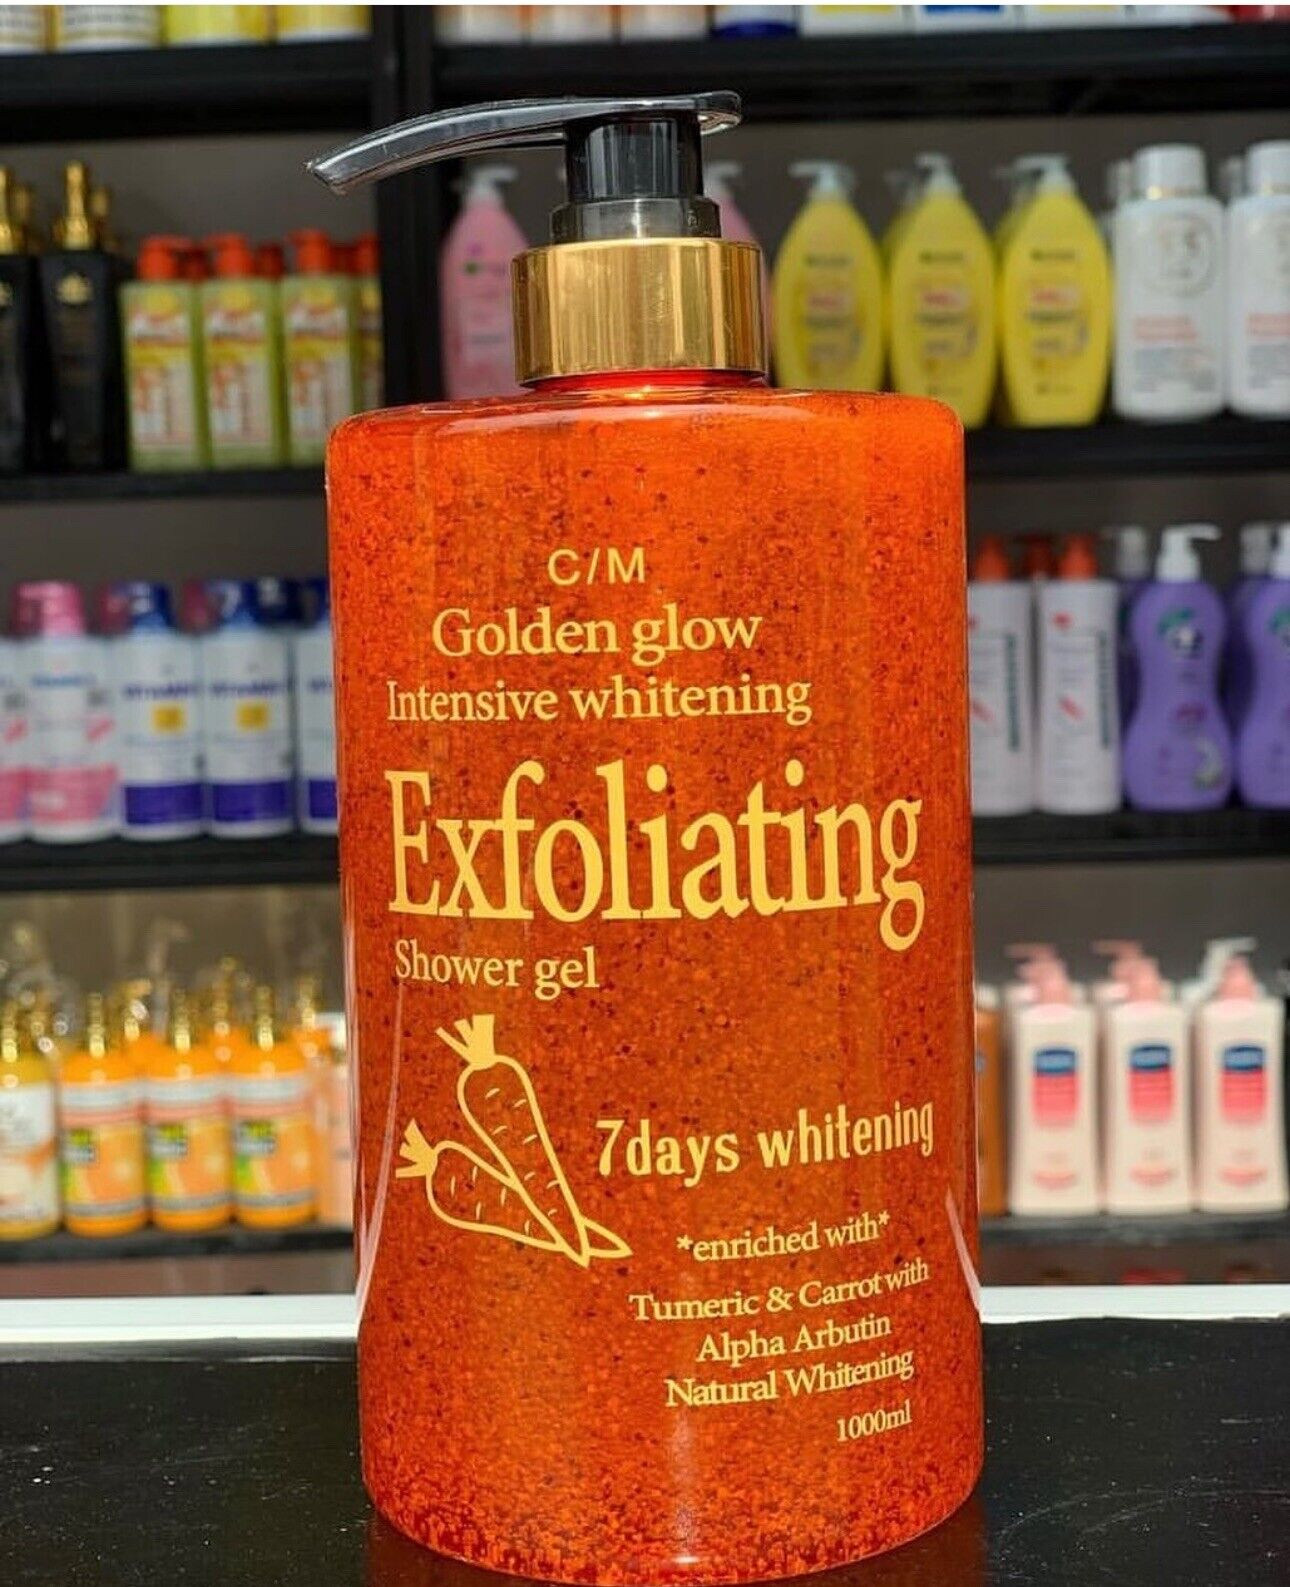 C/M
Golden glow
Intensive whitening
Exfoliating
Shower gel
7days whitening
*enriched with*
Tumeric & Carrot with
Alpha Arbutin
Natural Whitening
1000ml